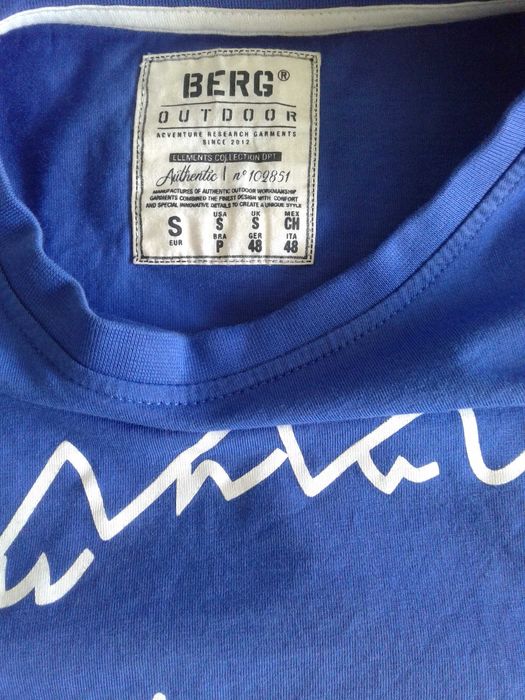 BERG®
OUTDOOR
ADVENTURE RESEARCH GARMENTS
SINCE 2012
ELEMENTS COLLECTION DPT.
Authentic | nº 102851
MANUFACTURES OF AUTHENTIC OUTDOOR WORKMANSHIP
GARMENTS COMBINED THE FINEST DESIGN WITH COMFORT
AND SPECIAL INNOVATIVE DETAILS TO CREATE A UNIQUE STYLE
S EUR
USA S UK S MEX CH
BRA P GER 48 ITA 48